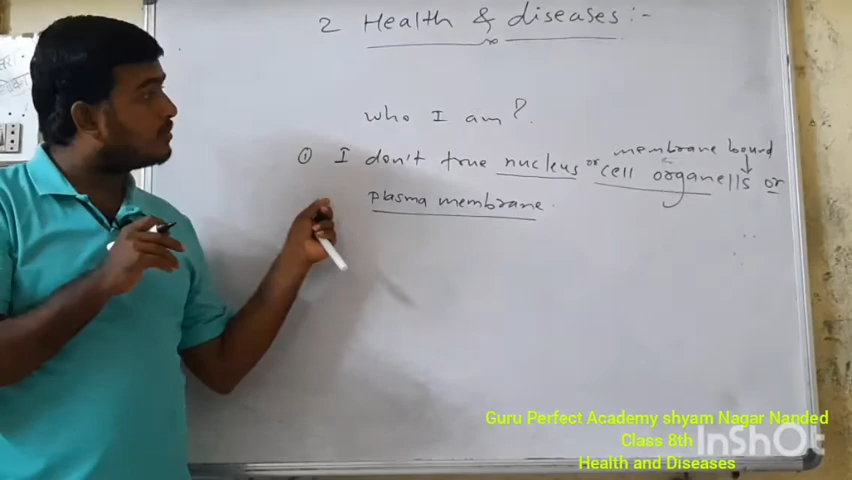 2 Health & diseases :-
who I am?
① I don't true nucleus or membrane bound cell organells or
plasma membrane.
Guru Perfect Academy shyam Nagar Nanded
Class 8th
InShot
Health and Diseases